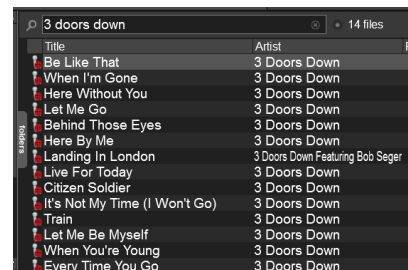 3 doors down 14 files
Title Artist
Be Like That 3 Doors Down
When I'm Gone 3 Doors Down
Here Without You 3 Doors Down
Let Me Go 3 Doors Down
Behind Those Eyes 3 Doors Down
folders
Here By Me 3 Doors Down
Landing In London 3 Doors Down Featuring Bob Seger
Live For Today 3 Doors Down
Citizen Soldier 3 Doors Down
It's Not My Time (I Won't Go) 3 Doors Down
Train 3 Doors Down
Let Me Be Myself 3 Doors Down
When You're Young 3 Doors Down
Every Time You Go 3 Doors Down